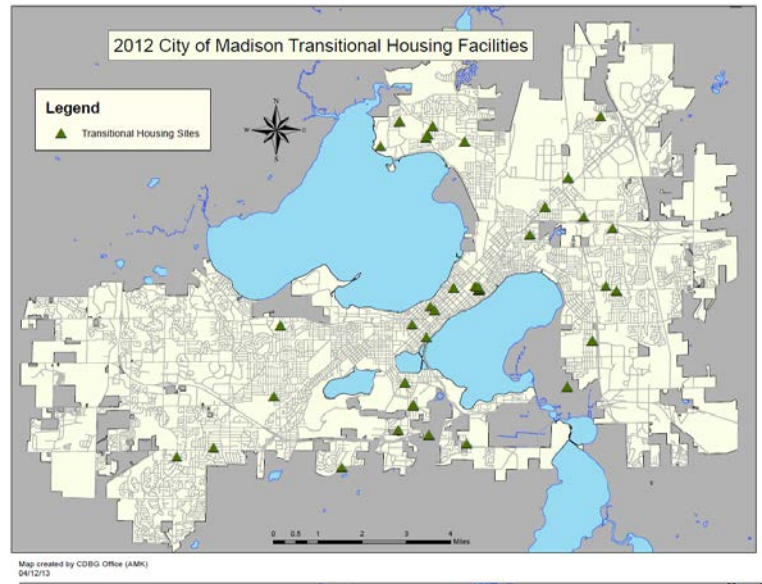 2012 City of Madison Transitional Housing Facilities
Legend
Transitional Housing Sites
N
W
S
0 0.5 1 2 3 4
Miles
Map created by CDBG Office (AMK)
04/12/13